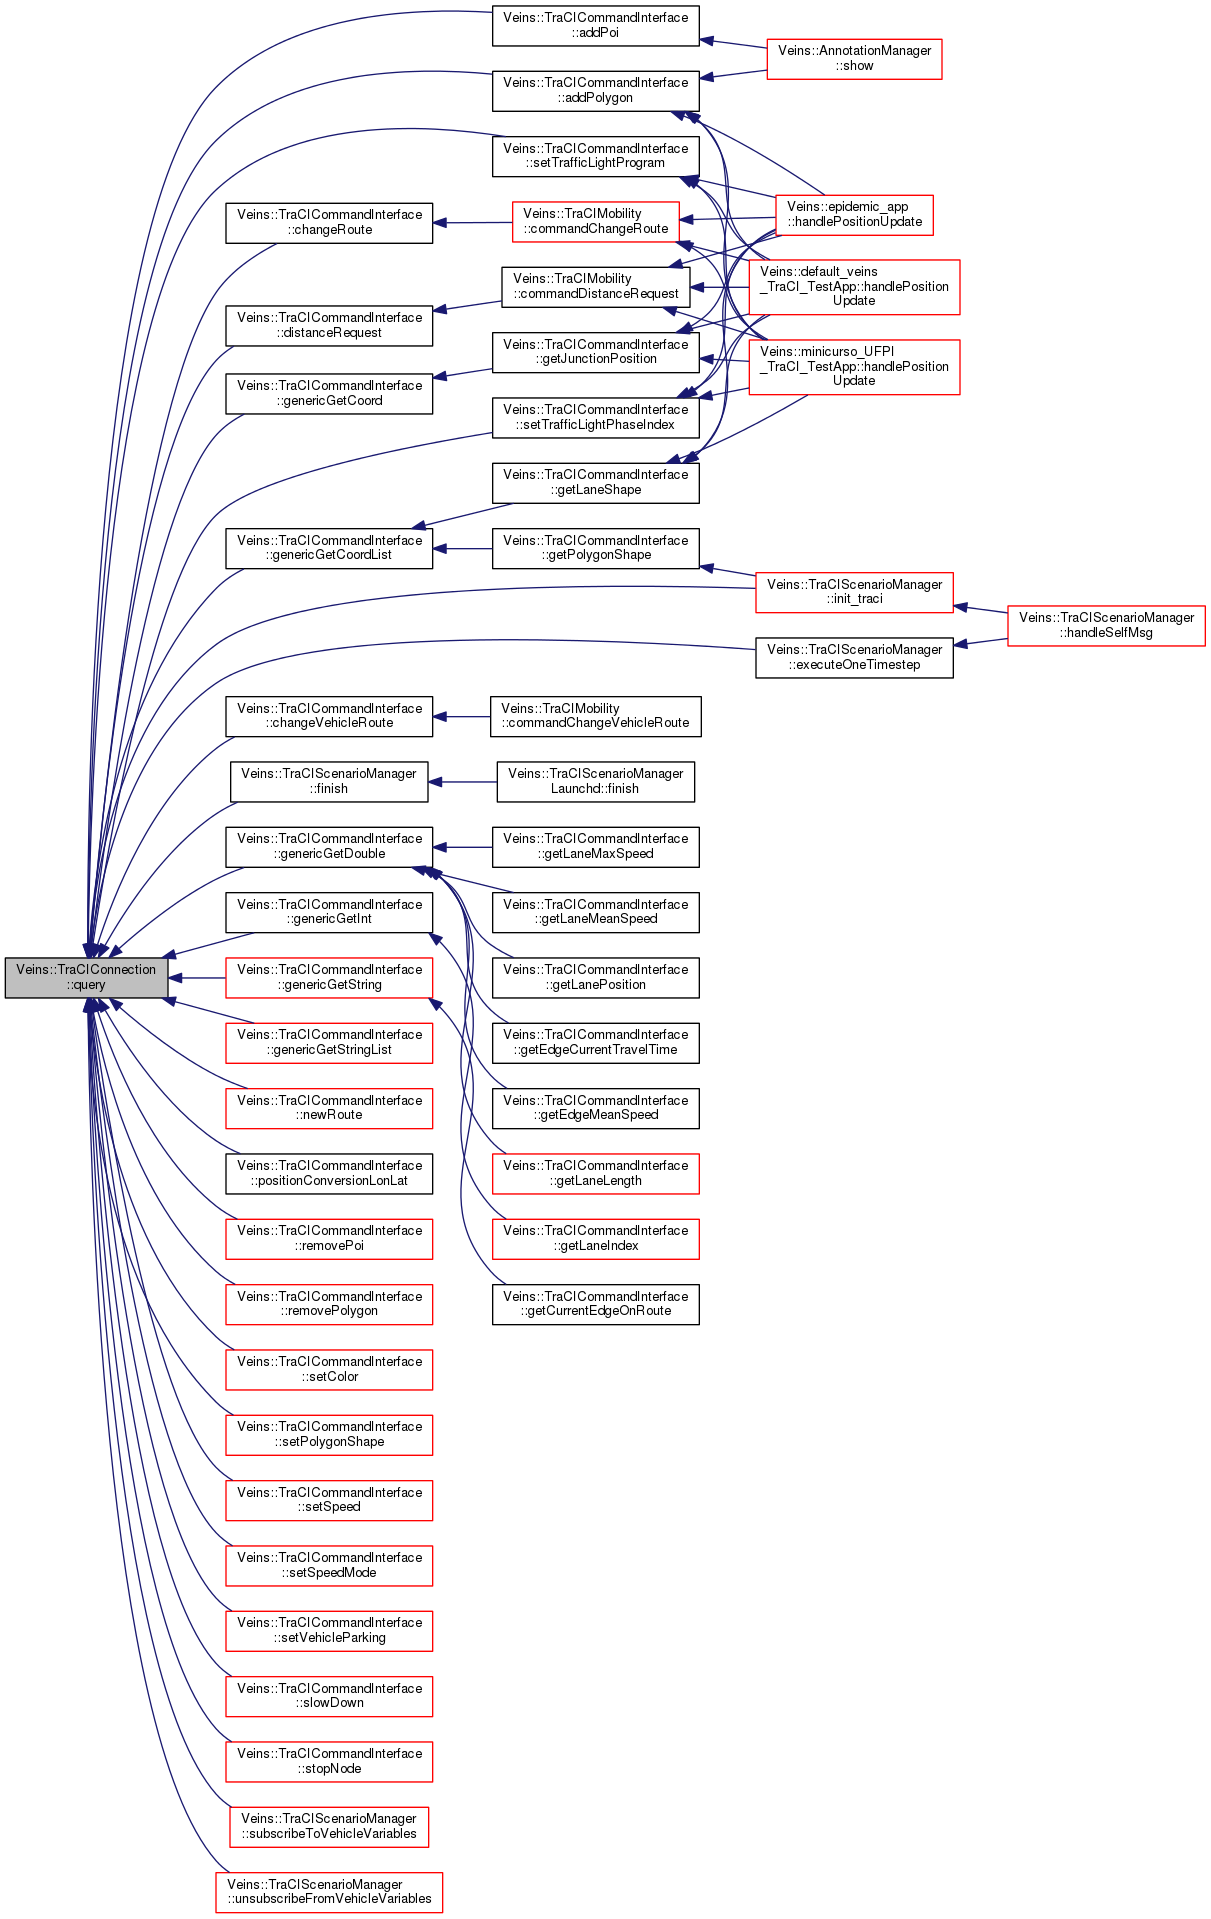 Veins::TraCICommandInterface
::addPoi
Veins::AnnotationManager
::show
Veins::TraCICommandInterface
::addPolygon
Veins::TraCICommandInterface
::setTrafficLightProgram
Veins::epidemic_app
::handlePositionUpdate
Veins::TraCICommandInterface
::changeRoute
Veins::TraCIMobility
::commandChangeRoute
Veins::default_veins
_TraCI_TestApp::handlePosition
Update
Veins::TraCIMobility
::commandDistanceRequest
Veins::TraCICommandInterface
::distanceRequest
Veins::TraCICommandInterface
::getJunctionPosition
Veins::minicurso_UFPI
_TraCI_TestApp::handlePosition
Update
Veins::TraCICommandInterface
::genericGetCoord
Veins::TraCICommandInterface
::setTrafficLightPhaseIndex
Veins::TraCICommandInterface
::getLaneShape
Veins::TraCICommandInterface
::genericGetCoordList
Veins::TraCICommandInterface
::getPolygonShape
Veins::TraCIScenarioManager
::init_traci
Veins::TraCIScenarioManager
::handleSelfMsg
Veins::TraCIScenarioManager
::executeOneTimestep
Veins::TraCICommandInterface
::changeVehicleRoute
Veins::TraCIMobility
::commandChangeVehicleRoute
Veins::TraCIScenarioManager
::finish
Veins::TraCIScenarioManager
Launchd::finish
Veins::TraCICommandInterface
::genericGetDouble
Veins::TraCICommandInterface
::getLaneMaxSpeed
Veins::TraCICommandInterface
::genericGetInt
Veins::TraCICommandInterface
::getLaneMeanSpeed
Veins::TraCIConnection
::query
Veins::TraCICommandInterface
::genericGetString
Veins::TraCICommandInterface
::getLanePosition
Veins::TraCICommandInterface
::genericGetStringList
Veins::TraCICommandInterface
::getEdgeCurrentTravelTime
Veins::TraCICommandInterface
::newRoute
Veins::TraCICommandInterface
::getEdgeMeanSpeed
Veins::TraCICommandInterface
::positionConversionLonLat
Veins::TraCICommandInterface
::getLaneLength
Veins::TraCICommandInterface
::removePoi
Veins::TraCICommandInterface
::getLaneIndex
Veins::TraCICommandInterface
::removePolygon
Veins::TraCICommandInterface
::getCurrentEdgeOnRoute
Veins::TraCICommandInterface
::setColor
Veins::TraCICommandInterface
::setPolygonShape
Veins::TraCICommandInterface
::setSpeed
Veins::TraCICommandInterface
::setSpeedMode
Veins::TraCICommandInterface
::setVehicleParking
Veins::TraCICommandInterface
::slowDown
Veins::TraCICommandInterface
::stopNode
Veins::TraCIScenarioManager
::subscribeToVehicleVariables
Veins::TraCIScenarioManager
::unsubscribeFromVehicleVariables